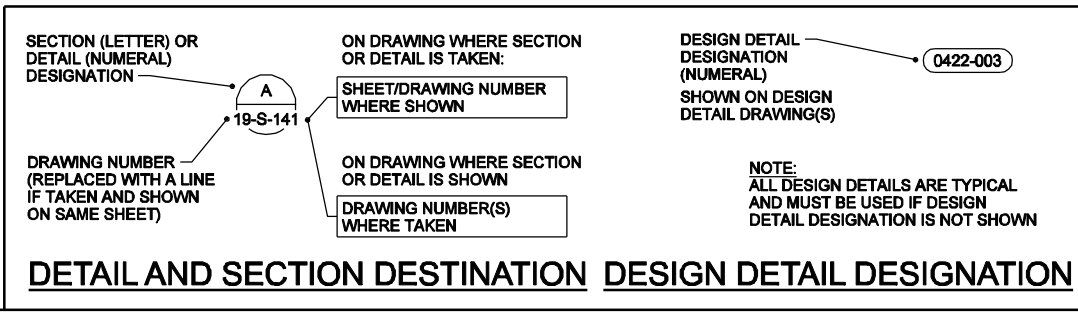 SECTION (LETTER) OR
DETAIL (NUMERAL)
DESIGNATION
A
19-S-141
DRAWING NUMBER
(REPLACED WITH A LINE
IF TAKEN AND SHOWN
ON SAME SHEET)
ON DRAWING WHERE SECTION
OR DETAIL IS TAKEN:
SHEET/DRAWING NUMBER
WHERE SHOWN
ON DRAWING WHERE SECTION
OR DETAIL IS SHOWN
DRAWING NUMBER(S)
WHERE TAKEN
DETAIL AND SECTION DESTINATION
DESIGN DETAIL
DESIGNATION
(NUMERAL)
SHOWN ON DESIGN
DETAIL DRAWING(S)
0422-003
NOTE:
ALL DESIGN DETAILS ARE TYPICAL
AND MUST BE USED IF DESIGN
DETAIL DESIGNATION IS NOT SHOWN
DESIGN DETAIL DESIGNATION